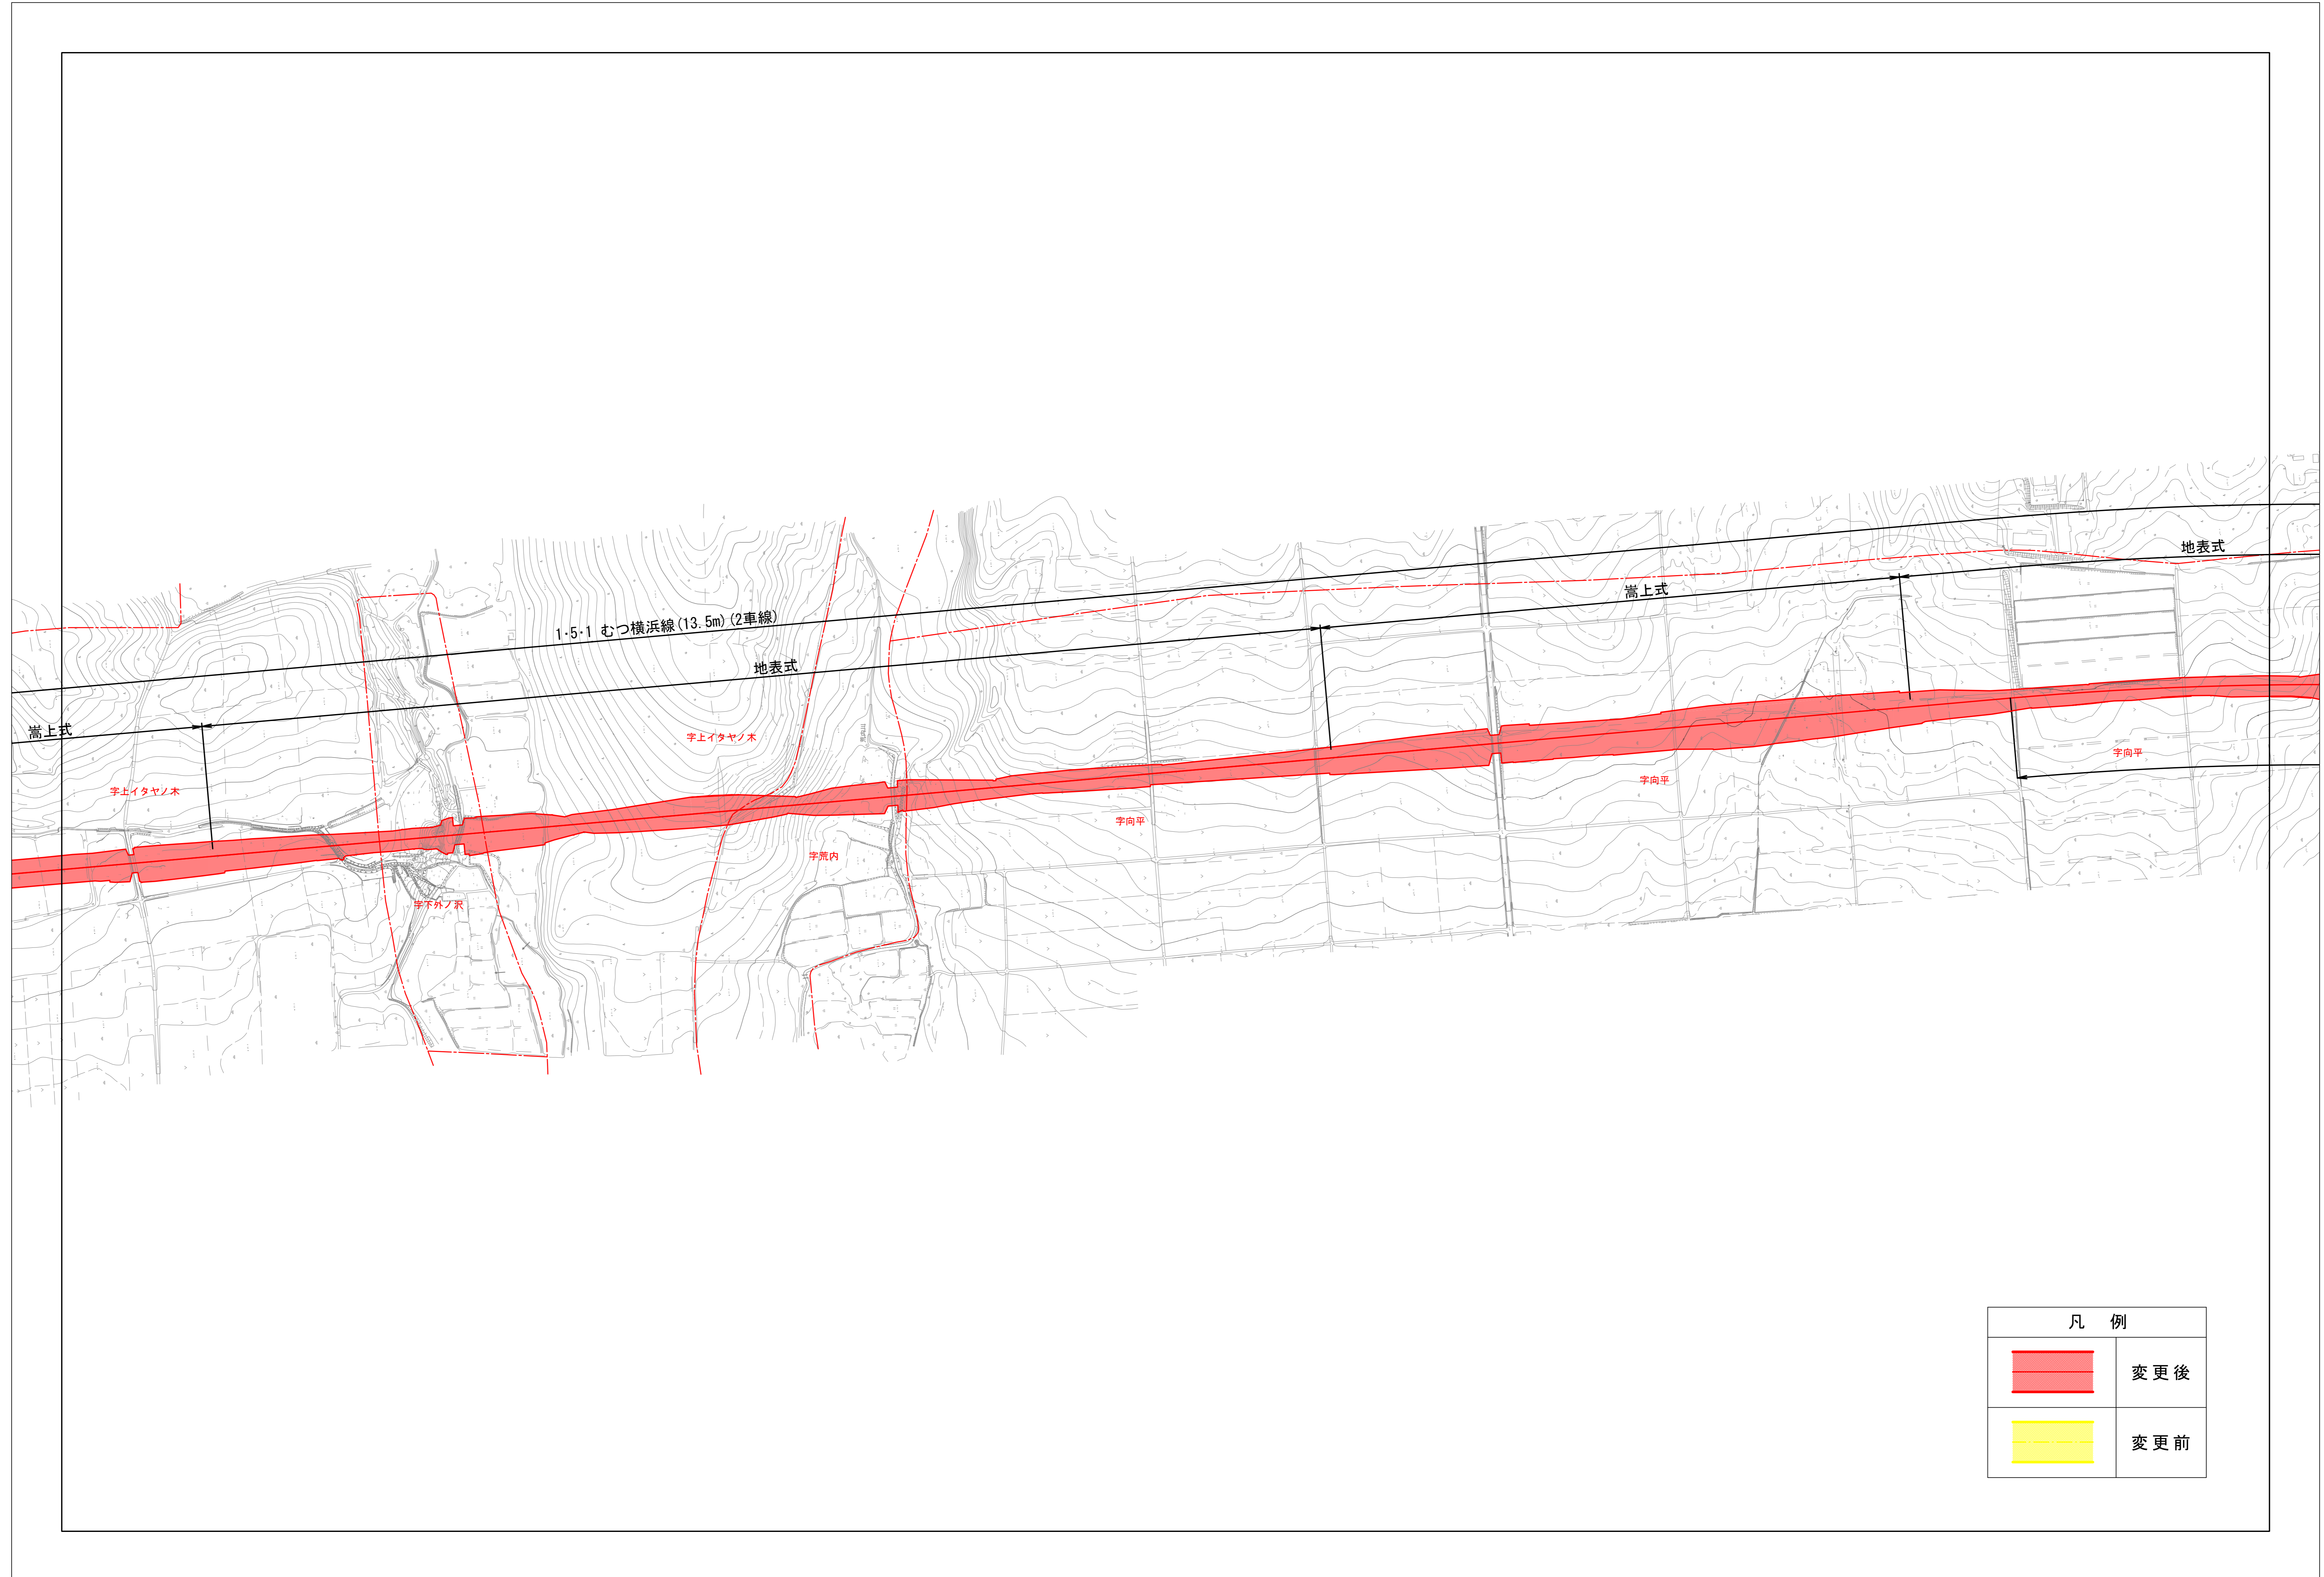 地表式
嵩上式
1・5・1 むつ横浜線(13.5m)(2車線)
地表式
嵩上式
字上イタヤノ木
字向平
字向平
字上イタヤノ木
字向平
字荒内
字下外ノ沢
凡 例
変更後
変更前